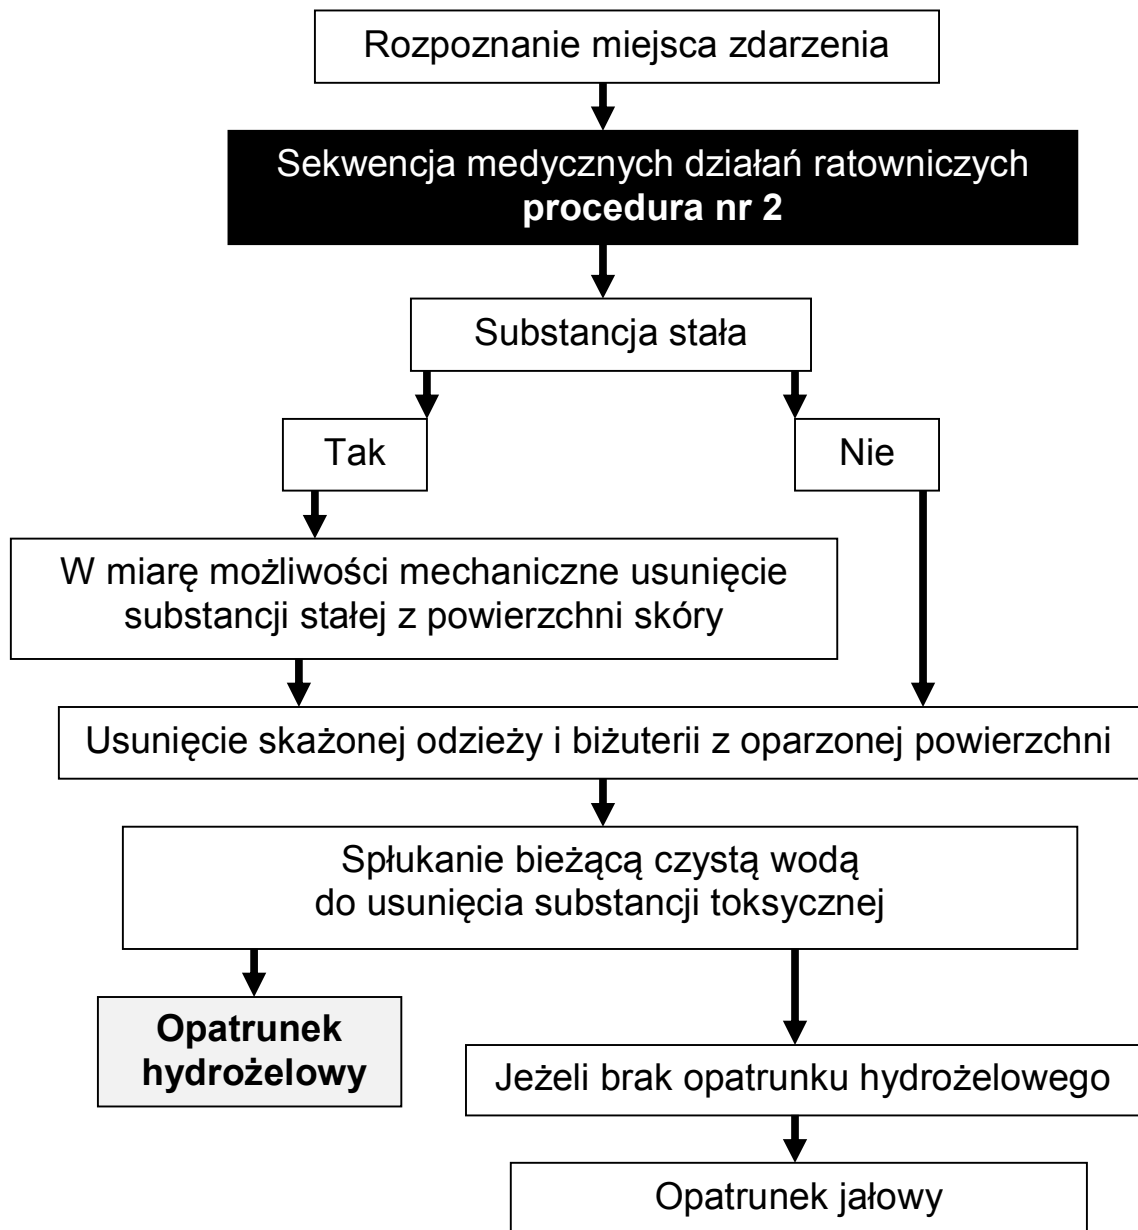 Rozpoznanie miejsca zdarzenia
Sekwencja medycznych działań ratowniczych
procedura nr 2
Substancja stała
Tak
Nie
W miarę możliwości mechaniczne usunięcie
substancji stałej z powierzchni skóry
Usunięcie skażonej odzieży i biżuterii z oparzonej powierzchni
Spłukanie bieżącą czystą wodą
do usunięcia substancji toksycznej
Opatrunek
hydrożelowy
Jeżeli brak opatrunku hydrożelowego
Opatrunek jałowy